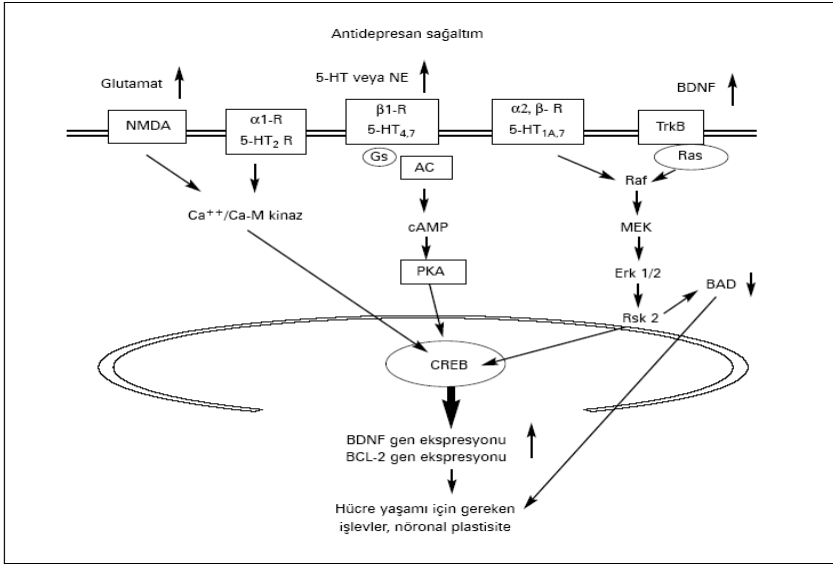 Antidepresan sağaltım
Glutamat
5-HT veya NE
BDNF
NMDA
α1-R
5-HT₂ R
β1-R
5-HT₄,₇
α2, β- R
5-HT₁A,₇
TrkB
Gs
AC
Ras
Raf
Ca⁺⁺/Ca-M kinaz
cAMP
MEK
PKA
Erk 1/2
BAD
Rsk 2
CREB
BDNF gen ekspresyonu
BCL-2 gen ekspresyonu
Hücre yaşamı için gereken
işlevler, nöronal plastisite